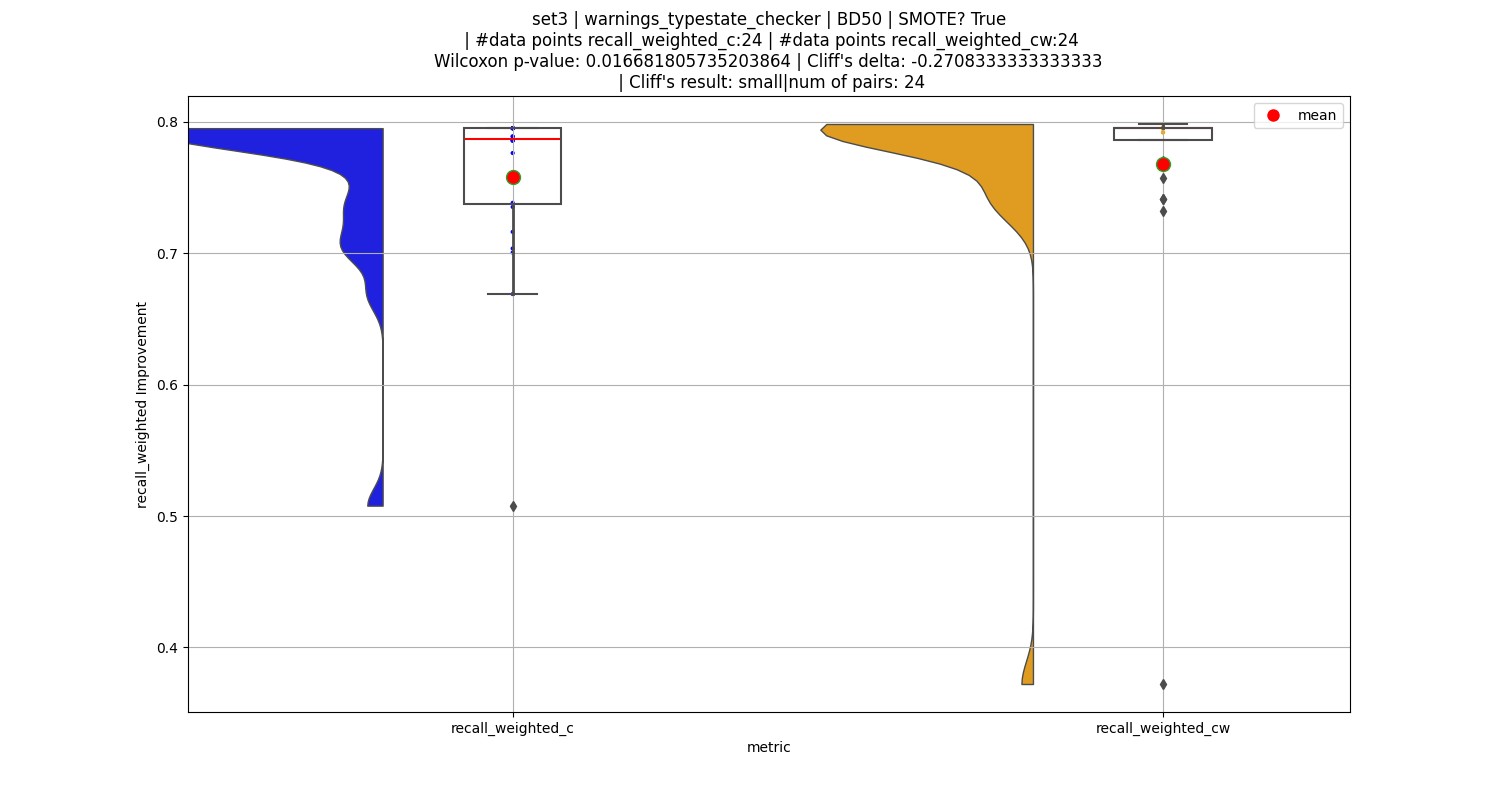 set3 | warnings_typestate_checker | BD50 | SMOTE? True
| #data points recall_weighted_c:24 | #data points recall_weighted_cw:24
Wilcoxon p-value: 0.016681805735203864 | Cliff's delta: -0.2708333333333333
| Cliff's result: small|num of pairs: 24
mean
0.8
0.7
0.6
0.5
0.4
recall_weighted Improvement
recall_weighted_c
recall_weighted_cw
metric